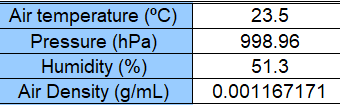 Air temperature (ºC) 23.5
Pressure (hPa) 998.96
Humidity (%) 51.3
Air Density (g/mL) 0.001167171